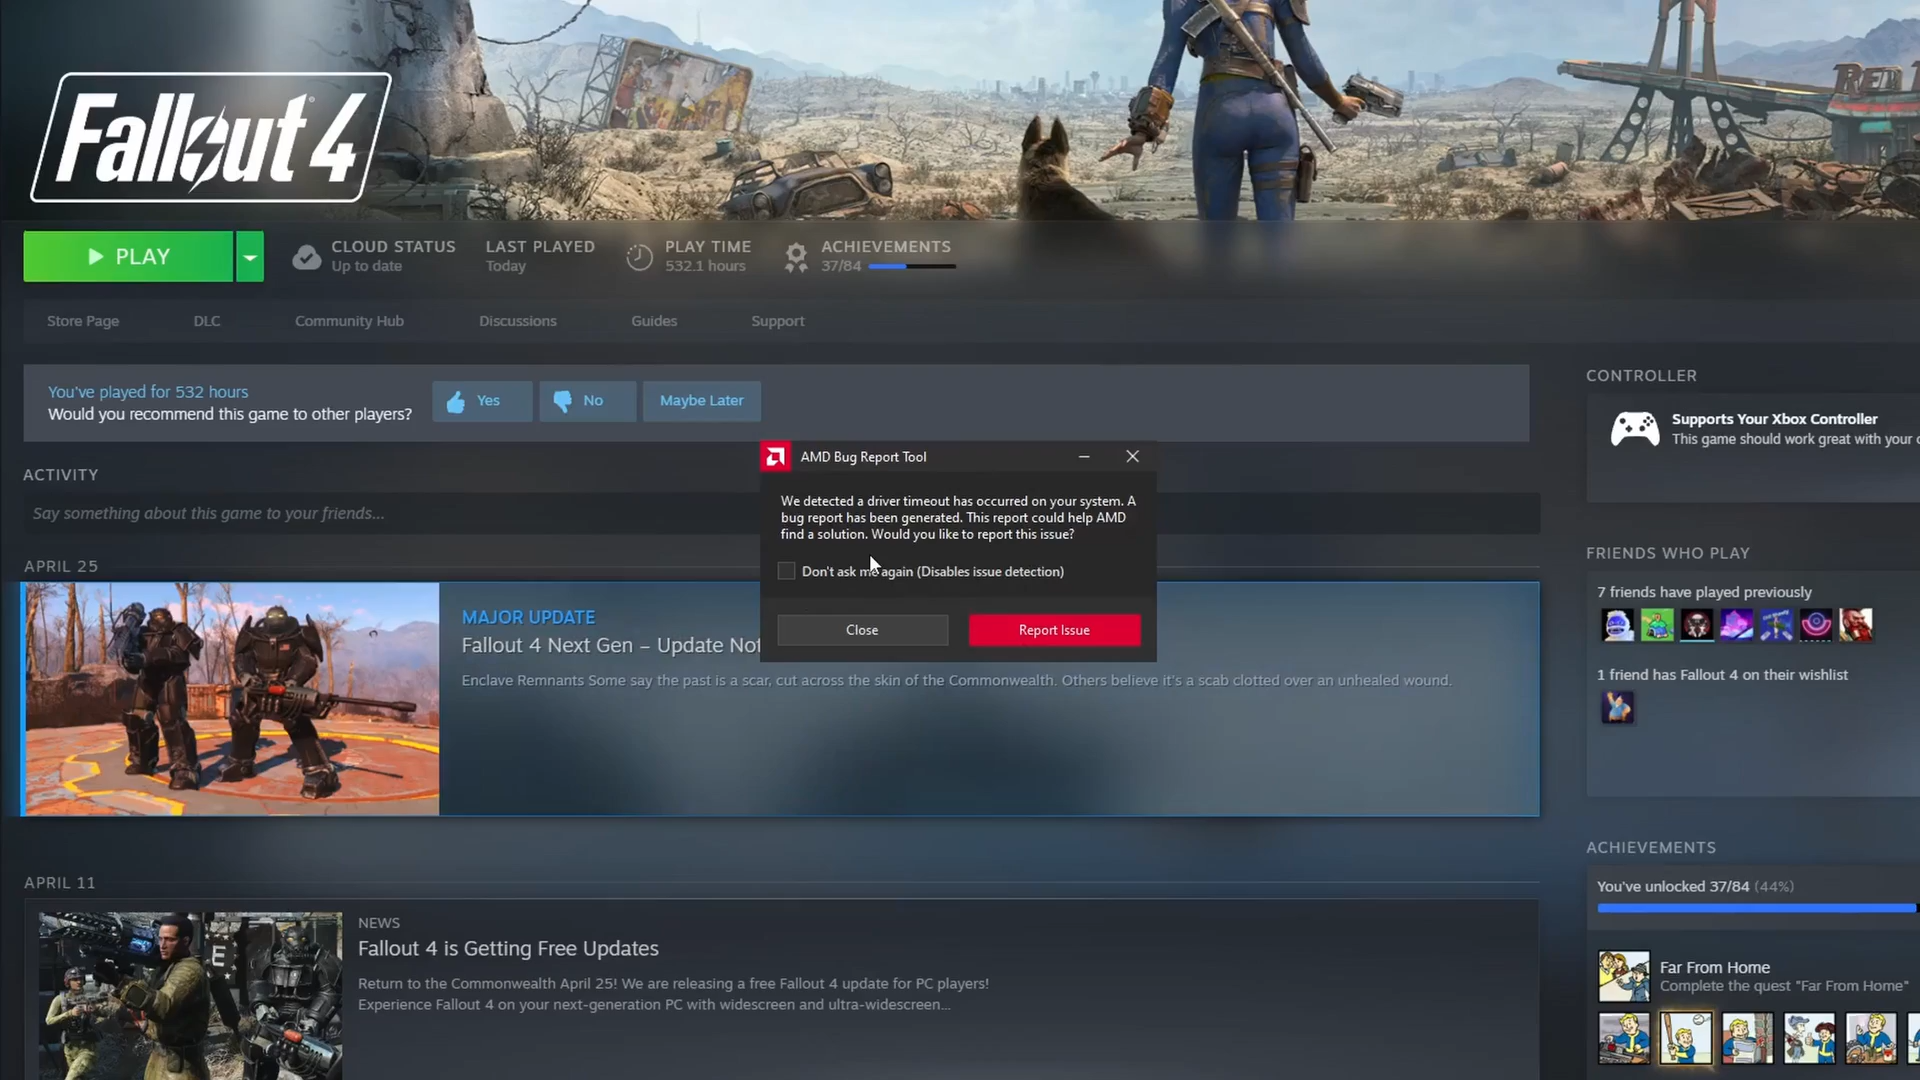 Fallout 4
RED
PLAY
CLOUD STATUS
Up to date
LAST PLAYED
Today
PLAY TIME
532.1 hours
ACHIEVEMENTS
37/84
Store Page
DLC
Community Hub
Discussions
Guides
Support
You've played for 532 hours
Would you recommend this game to other players?
Yes
No
Maybe Later
CONTROLLER
Supports Your Xbox Controller
This game should work great with your
ACTIVITY
Say something about this game to your friends...
AMD Bug Report Tool
We detected a driver timeout has occurred on your system. A
bug report has been generated. This report could help AMD
find a solution. Would you like to report this issue?
Don't ask me again (Disables issue detection)
Close
Report Issue
FRIENDS WHO PLAY
7 friends have played previously
1 friend has Fallout 4 on their wishlist
APRIL 25
MAJOR UPDATE
Fallout 4 Next Gen – Update Not
Enclave Remnants Some say the past is a scar, cut across the skin of the Commonwealth. Others believe it's a scab clotted over an unhealed wound.
ACHIEVEMENTS
You've unlocked 37/84 (44%)
Far From Home
Complete the quest "Far From Home"
APRIL 11
NEWS
Fallout 4 is Getting Free Updates
Return to the Commonwealth April 25! We are releasing a free Fallout 4 update for PC players!
Experience Fallout 4 on your next-generation PC with widescreen and ultra-widescreen...
E